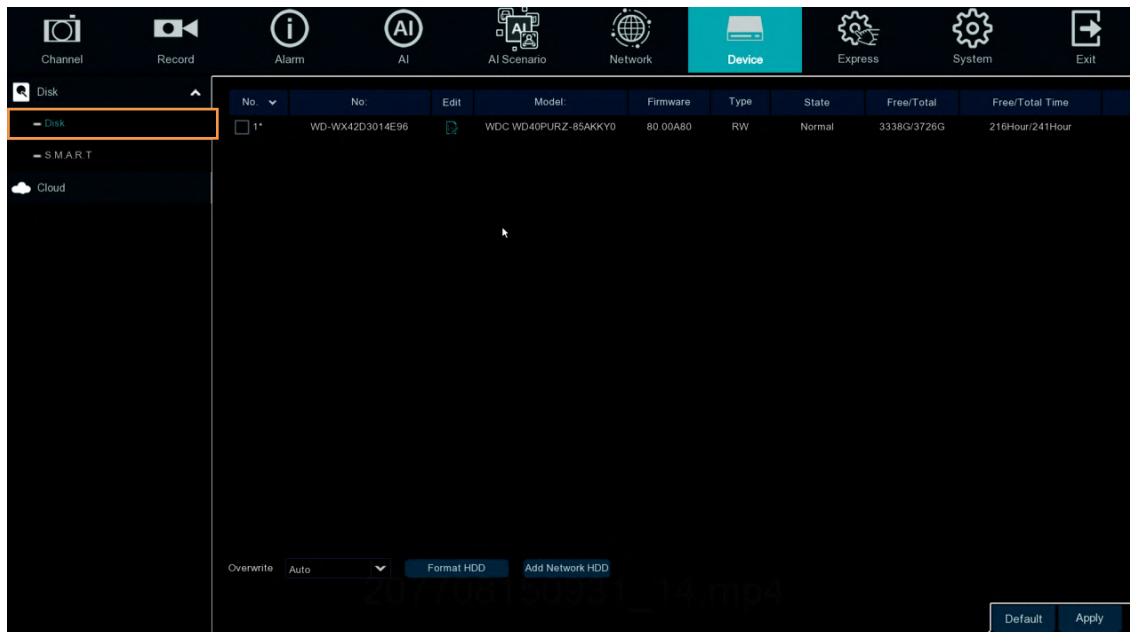 Channel Record Alarm AI AI Scenario Network Device Express System Exit
Disk
Disk
S.M.A.R.T
Cloud
No. No: Edit Model: Firmware Type State Free/Total Free/Total Time
1* WD-WX42D3014E96 WDC WD40PURZ-85AKKY0 80.00A80 RW Normal 3338G/3726G 216Hour/241Hour
Overwrite Auto Format HDD Add Network HDD
Default Apply